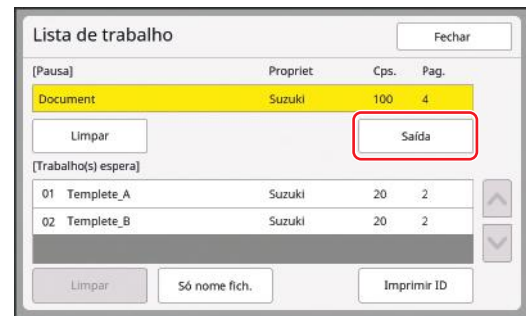 Lista de trabalho Fechar
[Pausa] Propriet Cps. Pag.
Document Suzuki 100 4
Limpar Saída
[Trabalho(s) espera]
01 Templete_A Suzuki 20 2
02 Templete_B Suzuki 20 2
Limpar Só nome fich. Imprimir ID